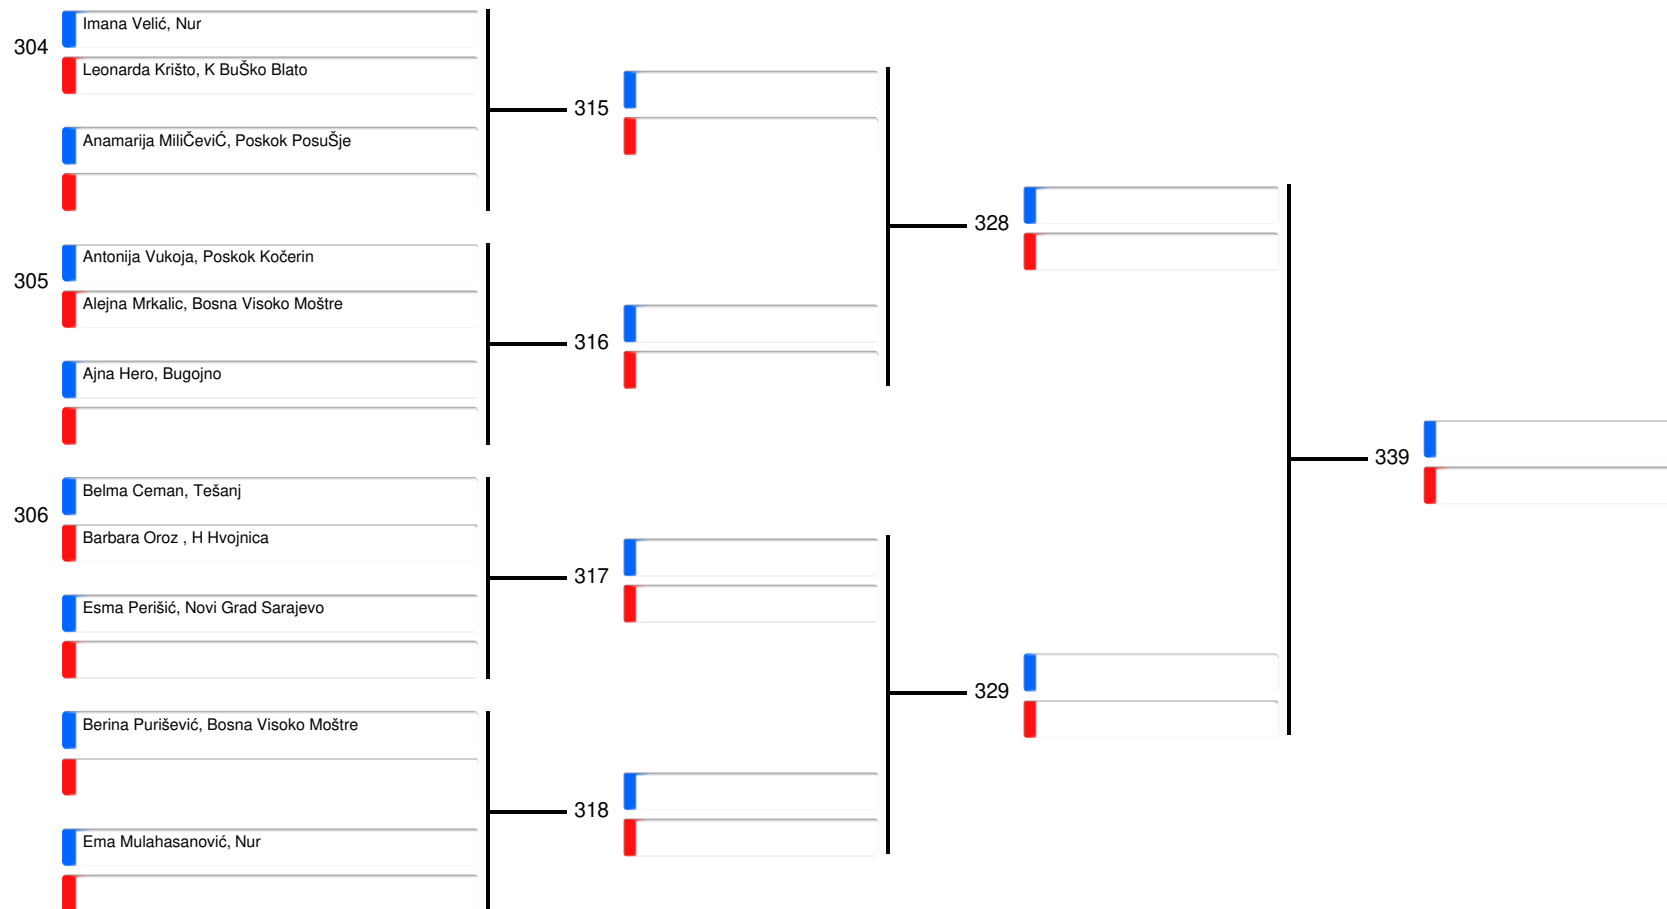 304
Imana Velić, Nur
Leonarda Krišto, K BuŠko Blato
Anamarija MiliČeviĆ, Poskok PosuŠje
315
305
Antonija Vukoja, Poskok Kočerin
Alejna Mrkalic, Bosna Visoko Moštre
Ajna Hero, Bugojno
316
328
306
Belma Ceman, Tešanj
Barbara Oroz , H Hvojnica
Esma Perišić, Novi Grad Sarajevo
317
Berina Purišević, Bosna Visoko Moštre
Ema Mulahasanović, Nur
318
329
339